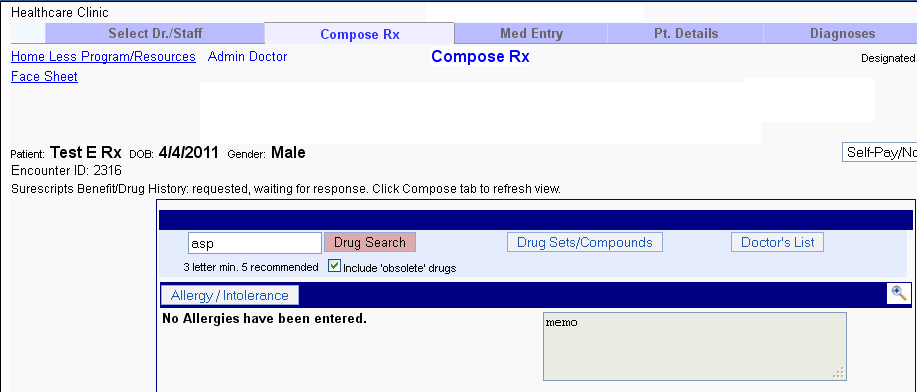 Healthcare Clinic
Select Dr./Staff Compose Rx Med Entry Pt. Details Diagnoses
Home Less Program/Resources Admin Doctor Compose Rx Designated
Face Sheet
Patient: Test E Rx DOB: 4/4/2011 Gender: Male Self-Pay/No
Encounter ID: 2316
Surescripts Benefit/Drug History: requested, waiting for response. Click Compose tab to refresh view.
asp Drug Search Drug Sets/Compounds Doctor's List
3 letter min. 5 recommended Include 'obsolete' drugs
Allergy / Intolerance
No Allergies have been entered. memo